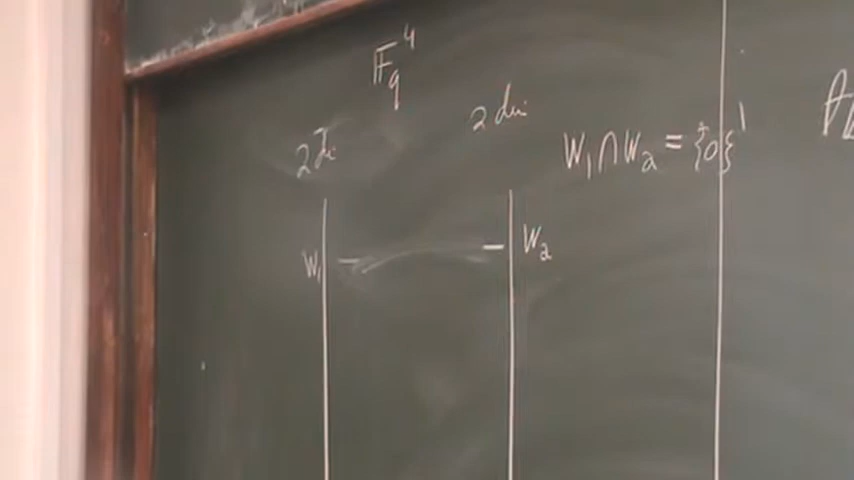 𝔽_q^4
2 dim
2 dim
W₁ ∩ W₂ = {0}
W₁
W₂